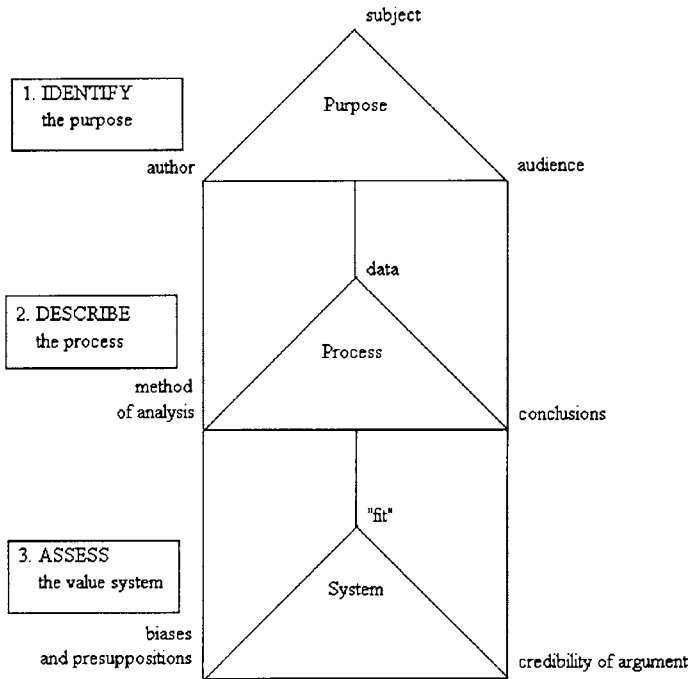 subject
1. IDENTIFY
the purpose
Purpose
author
audience
data
2. DESCRIBE
the process
Process
method
of analysis
conclusions
"fit"
3. ASSESS
the value system
System
biases
and presuppositions
credibility of argument